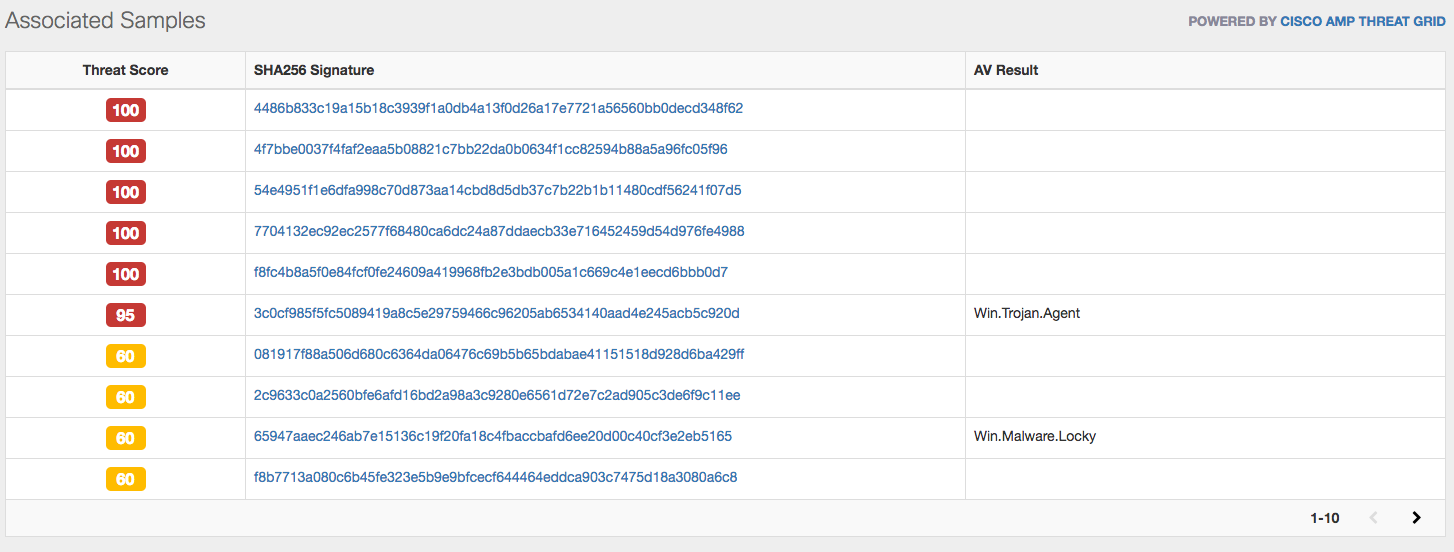 Associated Samples
POWERED BY CISCO AMP THREAT GRID
Threat Score SHA256 Signature AV Result
100 4486b833c19a15b18c3939f1a0db4a13f0d26a17e7721a56560bb0decd348f62
100 4f7bbe0037f4faf2eaa5b08821c7bb22da0b0634f1cc82594b88a5a96fc05f96
100 54e4951f1e6dfa998c70d873aa14cbd8d5db37c7b22b1b11480cdf56241f07d5
100 7704132ec92ec2577f68480ca6dc24a87ddaecb33e716452459d54d976fe4988
100 f8fc4b8a5f0e84fcf0fe24609a419968fb2e3bdb005a1c669c4e1eecd6bbb0d7
95 3c0cf985f5fc5089419a8c5e29759466c96205ab6534140aad4e245acb5c920d Win.Trojan.Agent
60 081917f88a506d680c6364da06476c69b5b65bdabae41151518d928d6ba429ff
60 2c9633c0a2560bfe6afd16bd2a98a3c9280e6561d72e7c2ad905c3de6f9c11ee
60 65947aaec246ab7e15136c19f20fa18c4fbaccbafd6ee20d00c40cf3e2eb5165 Win.Malware.Locky
60 f8b7713a080c6b45fe323e5b9e9bfcecf644464eddca903c7475d18a3080a6c8
1-10